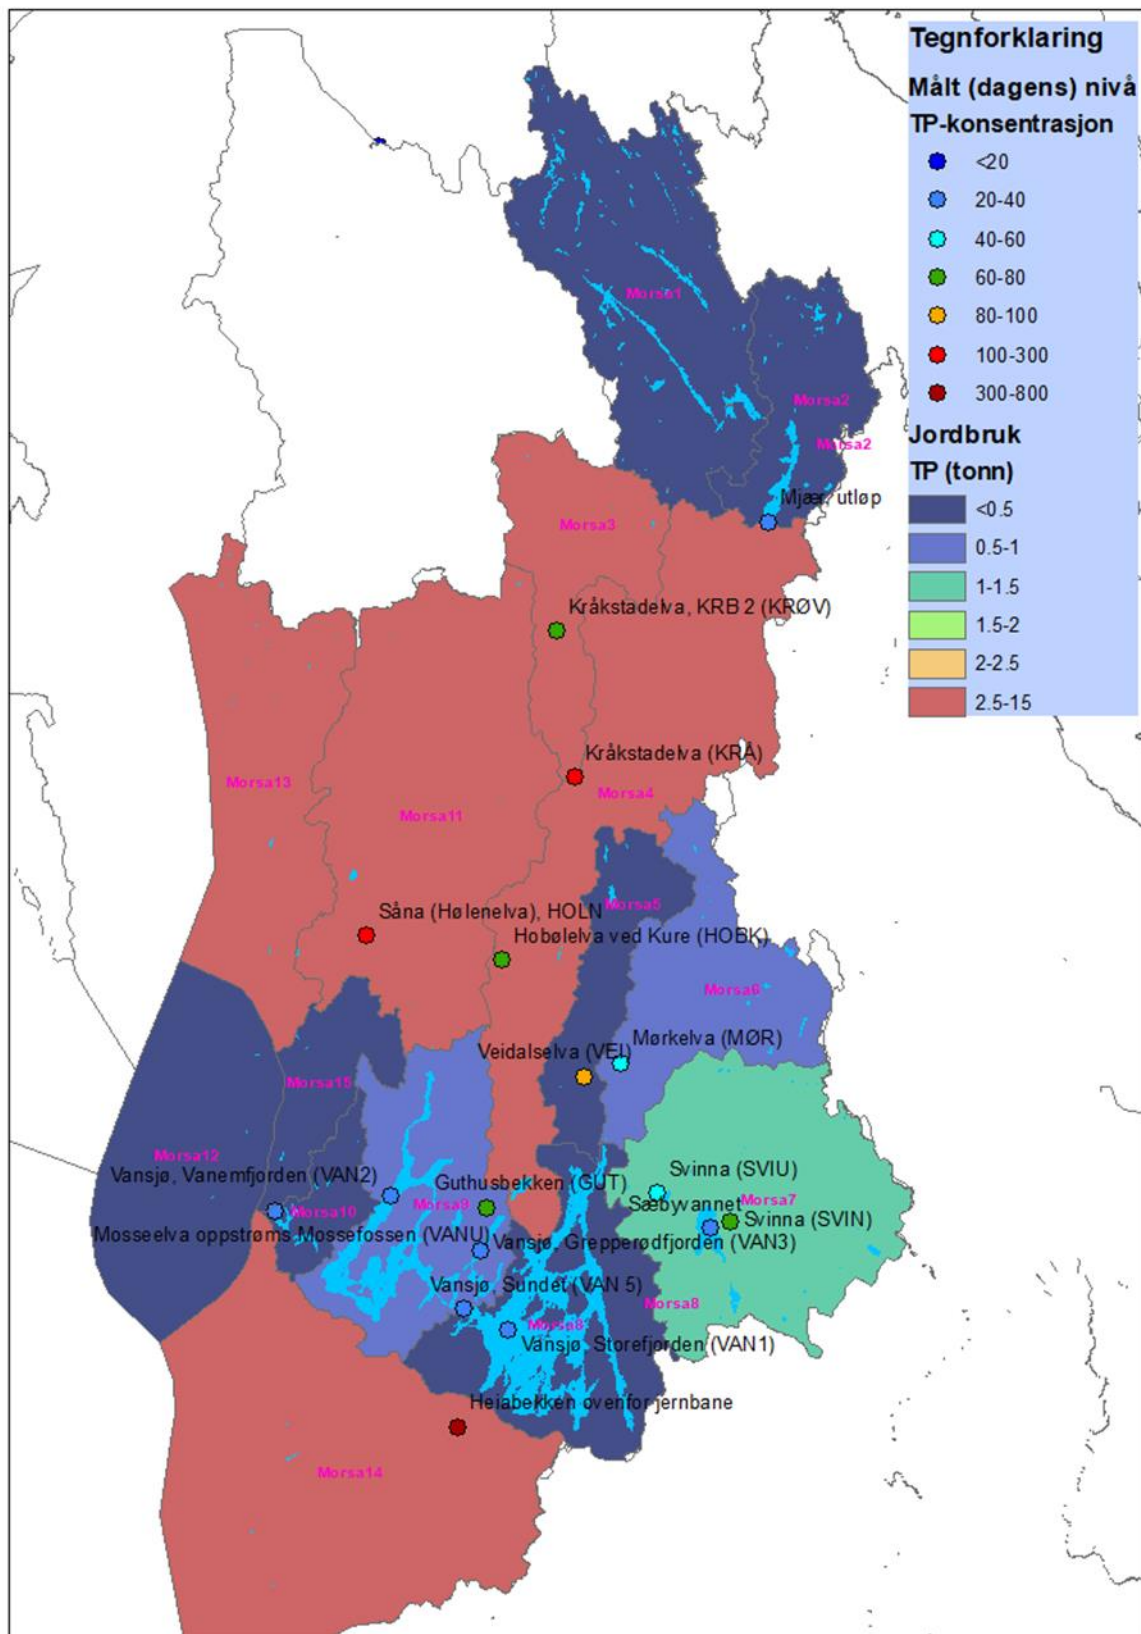 Tegnforklaring
Målt (dagens) nivå
TP-konsentrasjon
<20
20-40
40-60
60-80
80-100
100-300
300-800
Jordbruk
TP (tonn)
<0.5
0.5-1
1-1.5
1.5-2
2-2.5
2.5-15
Morsa1
Morsa2
Morsa2
Mjær, utløp
Morsa3
Kråkstadelva, KRB 2 (KRØV)
Kråkstadelva (KRÅ)
Morsa13
Morsa4
Morsa11
Morsa5
Såna (Hølenelva), HOLN
Hobølelva ved Kure (HOBK)
Morsa6
Mørkelva (MØR)
Veidalselva (VEI)
Morsa15
Morsa12
Vansjø, Vanemfjorden (VAN2)
Guthusbekken (GUT)
Svinna (SVIU)
Morsa7
Sæbyvannet
Morsa9
Morsa10
Svinna (SVIN)
Mosseelva oppstrøms Mossefossen (VANU)
Vansjø, Grepperødfjorden (VAN3)
Vansjø, Sundet (VAN 5)
Morsa8
Morsa8
Vansjø, Storefjorden (VAN1)
Heiabekken ovenfor jernbane
Morsa14